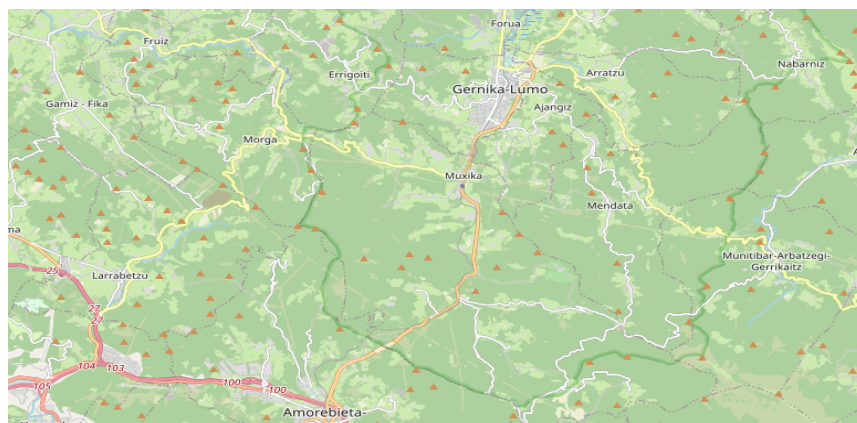 Forua
Fruiz
Nabarniz
Errigoiti
Arratzu
Gernika-Lumo
Gamiz - Fika
Ajangiz
Morga
A
Muxika
Mendata
ma
Munitibar-Arbatzegi-
Gerrikaitz
25
Larrabetzu
27
27
104
103
105
100
100
Amorebieta-